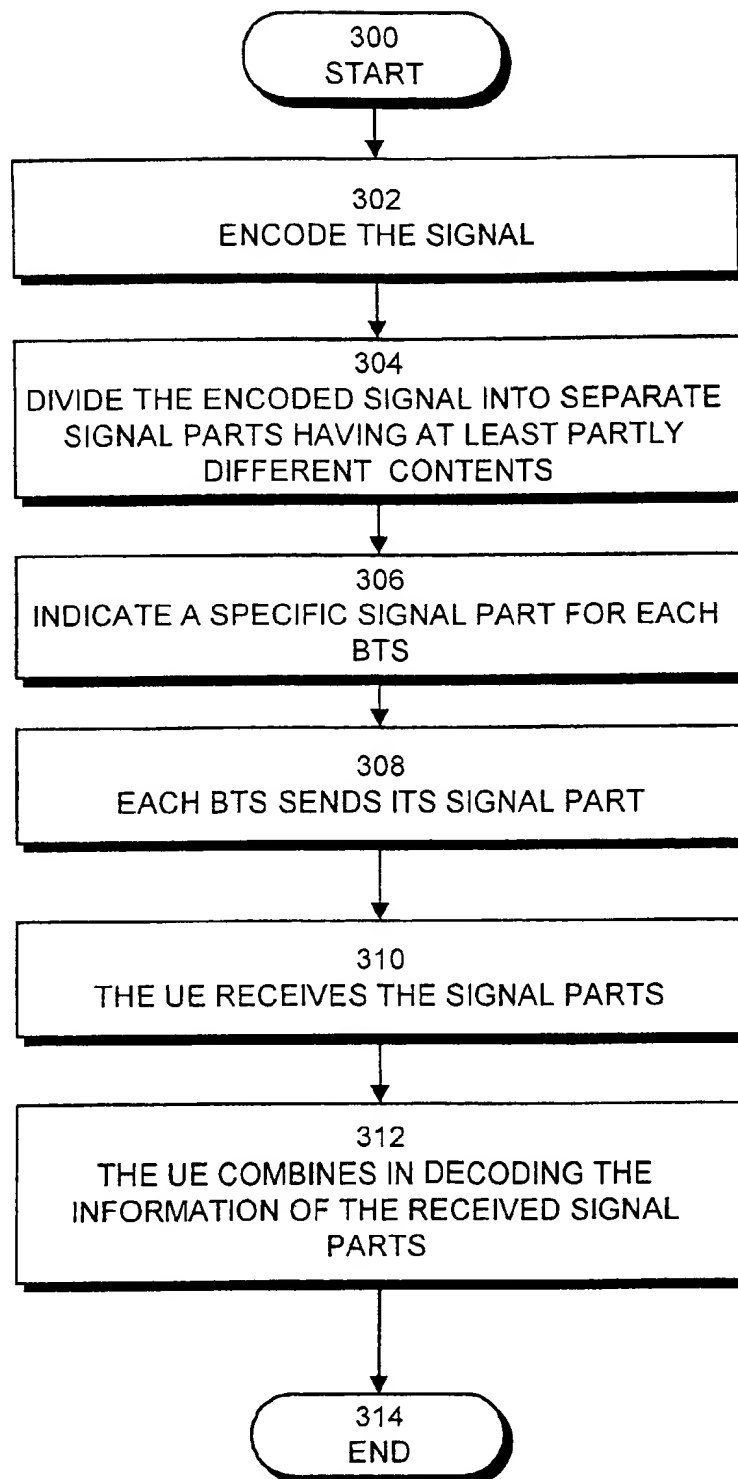 300
START
302
ENCODE THE SIGNAL
304
DIVIDE THE ENCODED SIGNAL INTO SEPARATE
SIGNAL PARTS HAVING AT LEAST PARTLY
DIFFERENT CONTENTS
306
INDICATE A SPECIFIC SIGNAL PART FOR EACH
BTS
308
EACH BTS SENDS ITS SIGNAL PART
310
THE UE RECEIVES THE SIGNAL PARTS
312
THE UE COMBINES IN DECODING THE
INFORMATION OF THE RECEIVED SIGNAL
PARTS
314
END